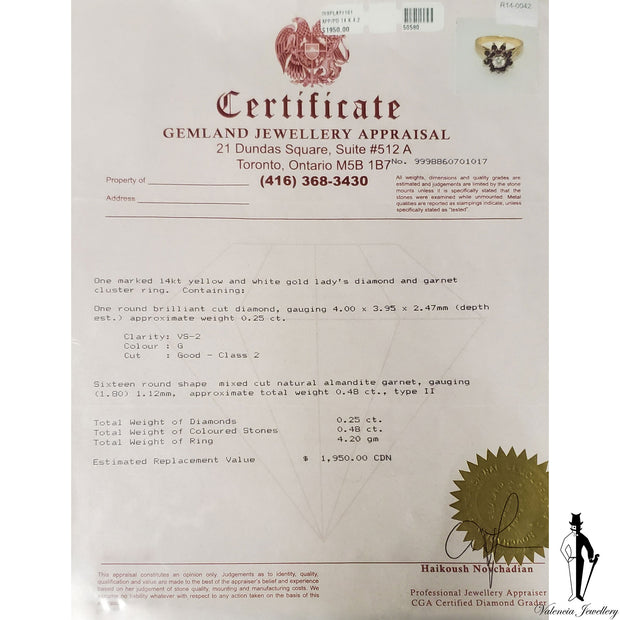 DISPLAY/161
$1950.00
50580
R14-0042
Certificate
GEMLAND JEWELLERY APPRAISAL
21 Dundas Square, Suite #512 A
Toronto, Ontario M5B 1B7
No. 9998860701017
(416) 368-3430
Property of
Address
All weights, dimensions and quality grades are
estimated and judgements are limited by the stone
mounts unless it is specifically stated that the
stones were examined while unmounted. Metal
qualities are reported as stampings indicate; unless
specifically stated as "tested".
One marked 14kt yellow and white gold lady's diamond and garnet
cluster ring. Containing:
One round brilliant cut diamond, gauging 4.00 x 3.95 x 2.47mm (depth
est.) approximate weight 0.25 ct.
Clarity: VS-2
Colour : G
Cut : Good - Class 2
Sixteen round shape mixed cut natural almandite garnet, gauging
(1.80) 1.12mm, approximate total weight 0.48 ct., type II
Total Weight of Diamonds 0.25 ct.
Total Weight of Coloured Stones 0.48 ct.
Total Weight of Ring 4.20 gm
Estimated Replacement Value $ 1,950.00 CDN
This appraisal constitutes an opinion only. Judgements as to identity, quality,
qualification and value are made to the best of the appraiser's belief and experience
based on her judgement of stone quality, mounting and manufacturing costs. We
assume no liability whatever with respect to any action taken on the basis of this
Haikoush Novchadian
Professional Jewellery Appraiser
CGA Certified Diamond Grader
Valencia Jewellery